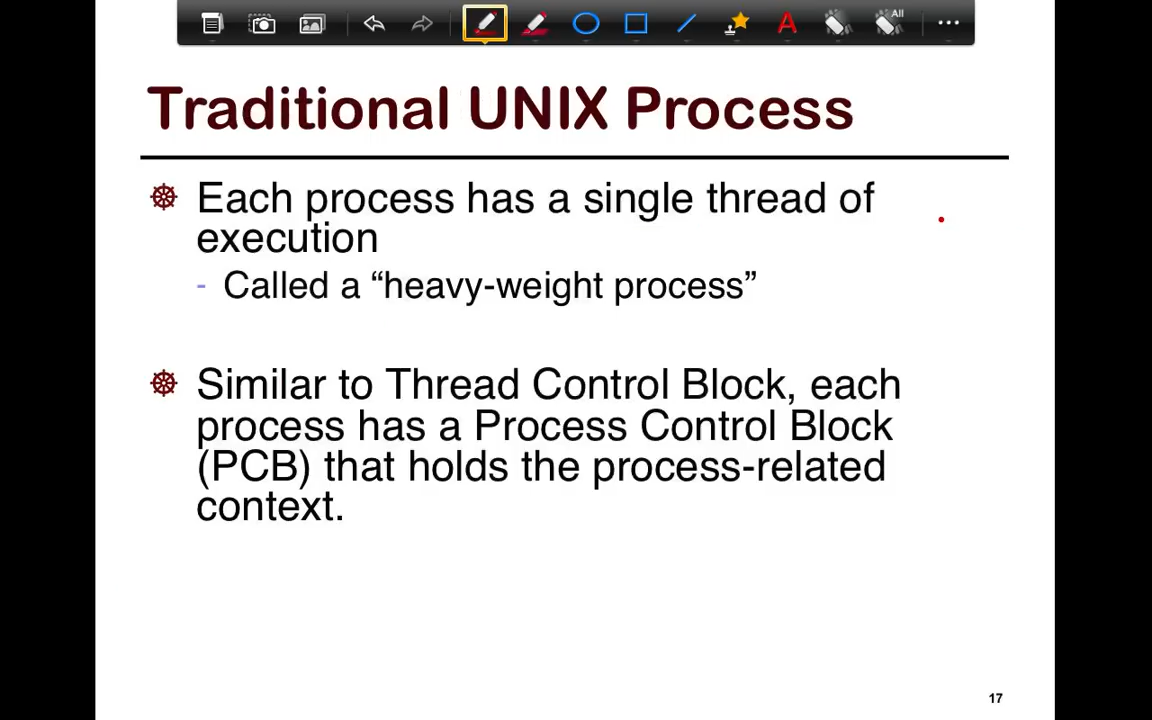 All
A
Traditional UNIX Process
Each process has a single thread of
execution
- Called a “heavy-weight process”
Similar to Thread Control Block, each
process has a Process Control Block
(PCB) that holds the process-related
context.
17